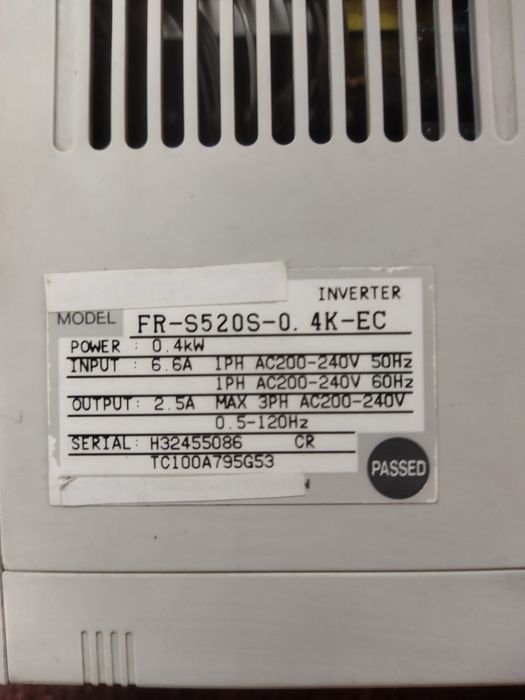 INVERTER
MODEL FR-S520S-0.4K-EC
POWER : 0.4kW
INPUT : 6.6A 1PH AC200-240V 50Hz
1PH AC200-240V 60Hz
OUTPUT: 2.5A MAX 3PH AC200-240V
0.5-120Hz
SERIAL: H32455086 CR
TC100A795G53
PASSED